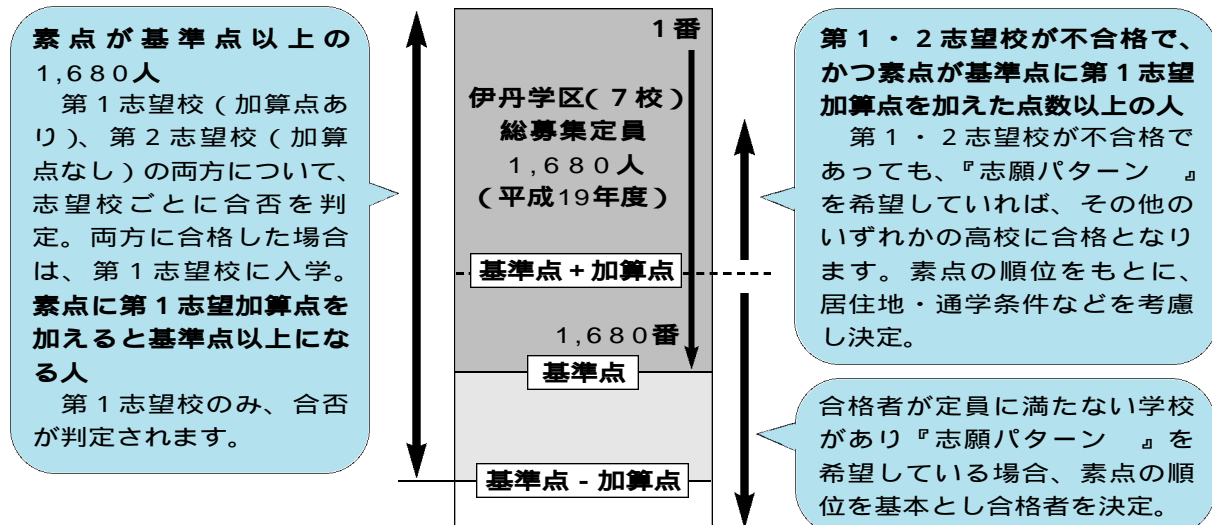 素点が基準点以上の
1,680人
第1・第1志望校(加算点あ
り)、第2志望校(加算
点なし)の両方について、
志望校ごとに合否を判
定。両方に合格した場合
は、第1志望校に入学。
素点に第1志望加算点を
加えると基準点以上にな
る人
第1志望校のみ、合否
が判定されます。
1番
伊丹学区(7校)
総募集定員
1,680人
(平成19年度)
基準点+加算点
1,680番
基準点
基準点-加算点
第1・2志望校が不合格で、
かつ素点が基準点に第1志望
加算点を加えた点数以上の人
第1・2志望校が不合格で
あっても、『志願パターン　』
を希望していれば、その他の
いずれかの高校に合格となり
ます。素点の順位をもとに、
居住地・通学条件などを考慮
し決定。
合格者が定員に満たない学校
があり『志願パターン　』を
希望している場合、素点の順
位を基本とし合格者を決定。